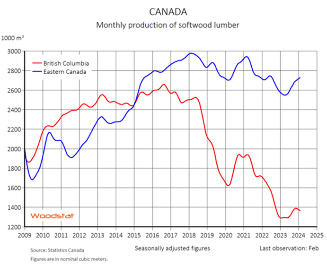 CANADA
Monthly production of softwood lumber
1000 m³
3000
British Columbia
Eastern Canada
2800
2600
2400
2200
2000
1800
1600
1400
Woodstat
1200
2009 2010 2011 2012 2013 2014 2015 2016 2017 2018 2019 2020 2021 2022 2023 2024 2025
Source: Statistics Canada Seasonally adjusted figures Last observation: Feb
Figures are in nominal cubic meters.